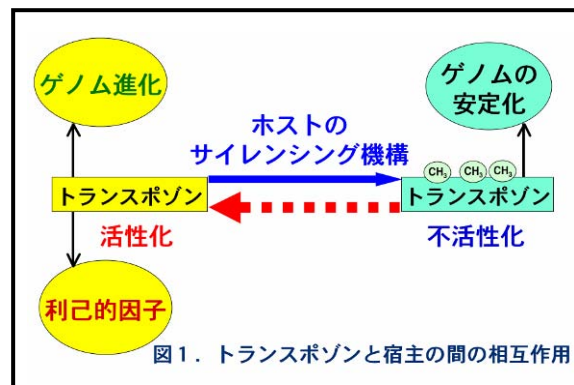 ゲノム進化
ゲノムの
安定化
ホストの
サイレンシング機構
CH₃ CH₃ CH₃
トランスポゾン
トランスポゾン
活性化
不活性化
利己的因子
図１．トランスポゾンと宿主の間の相互作用